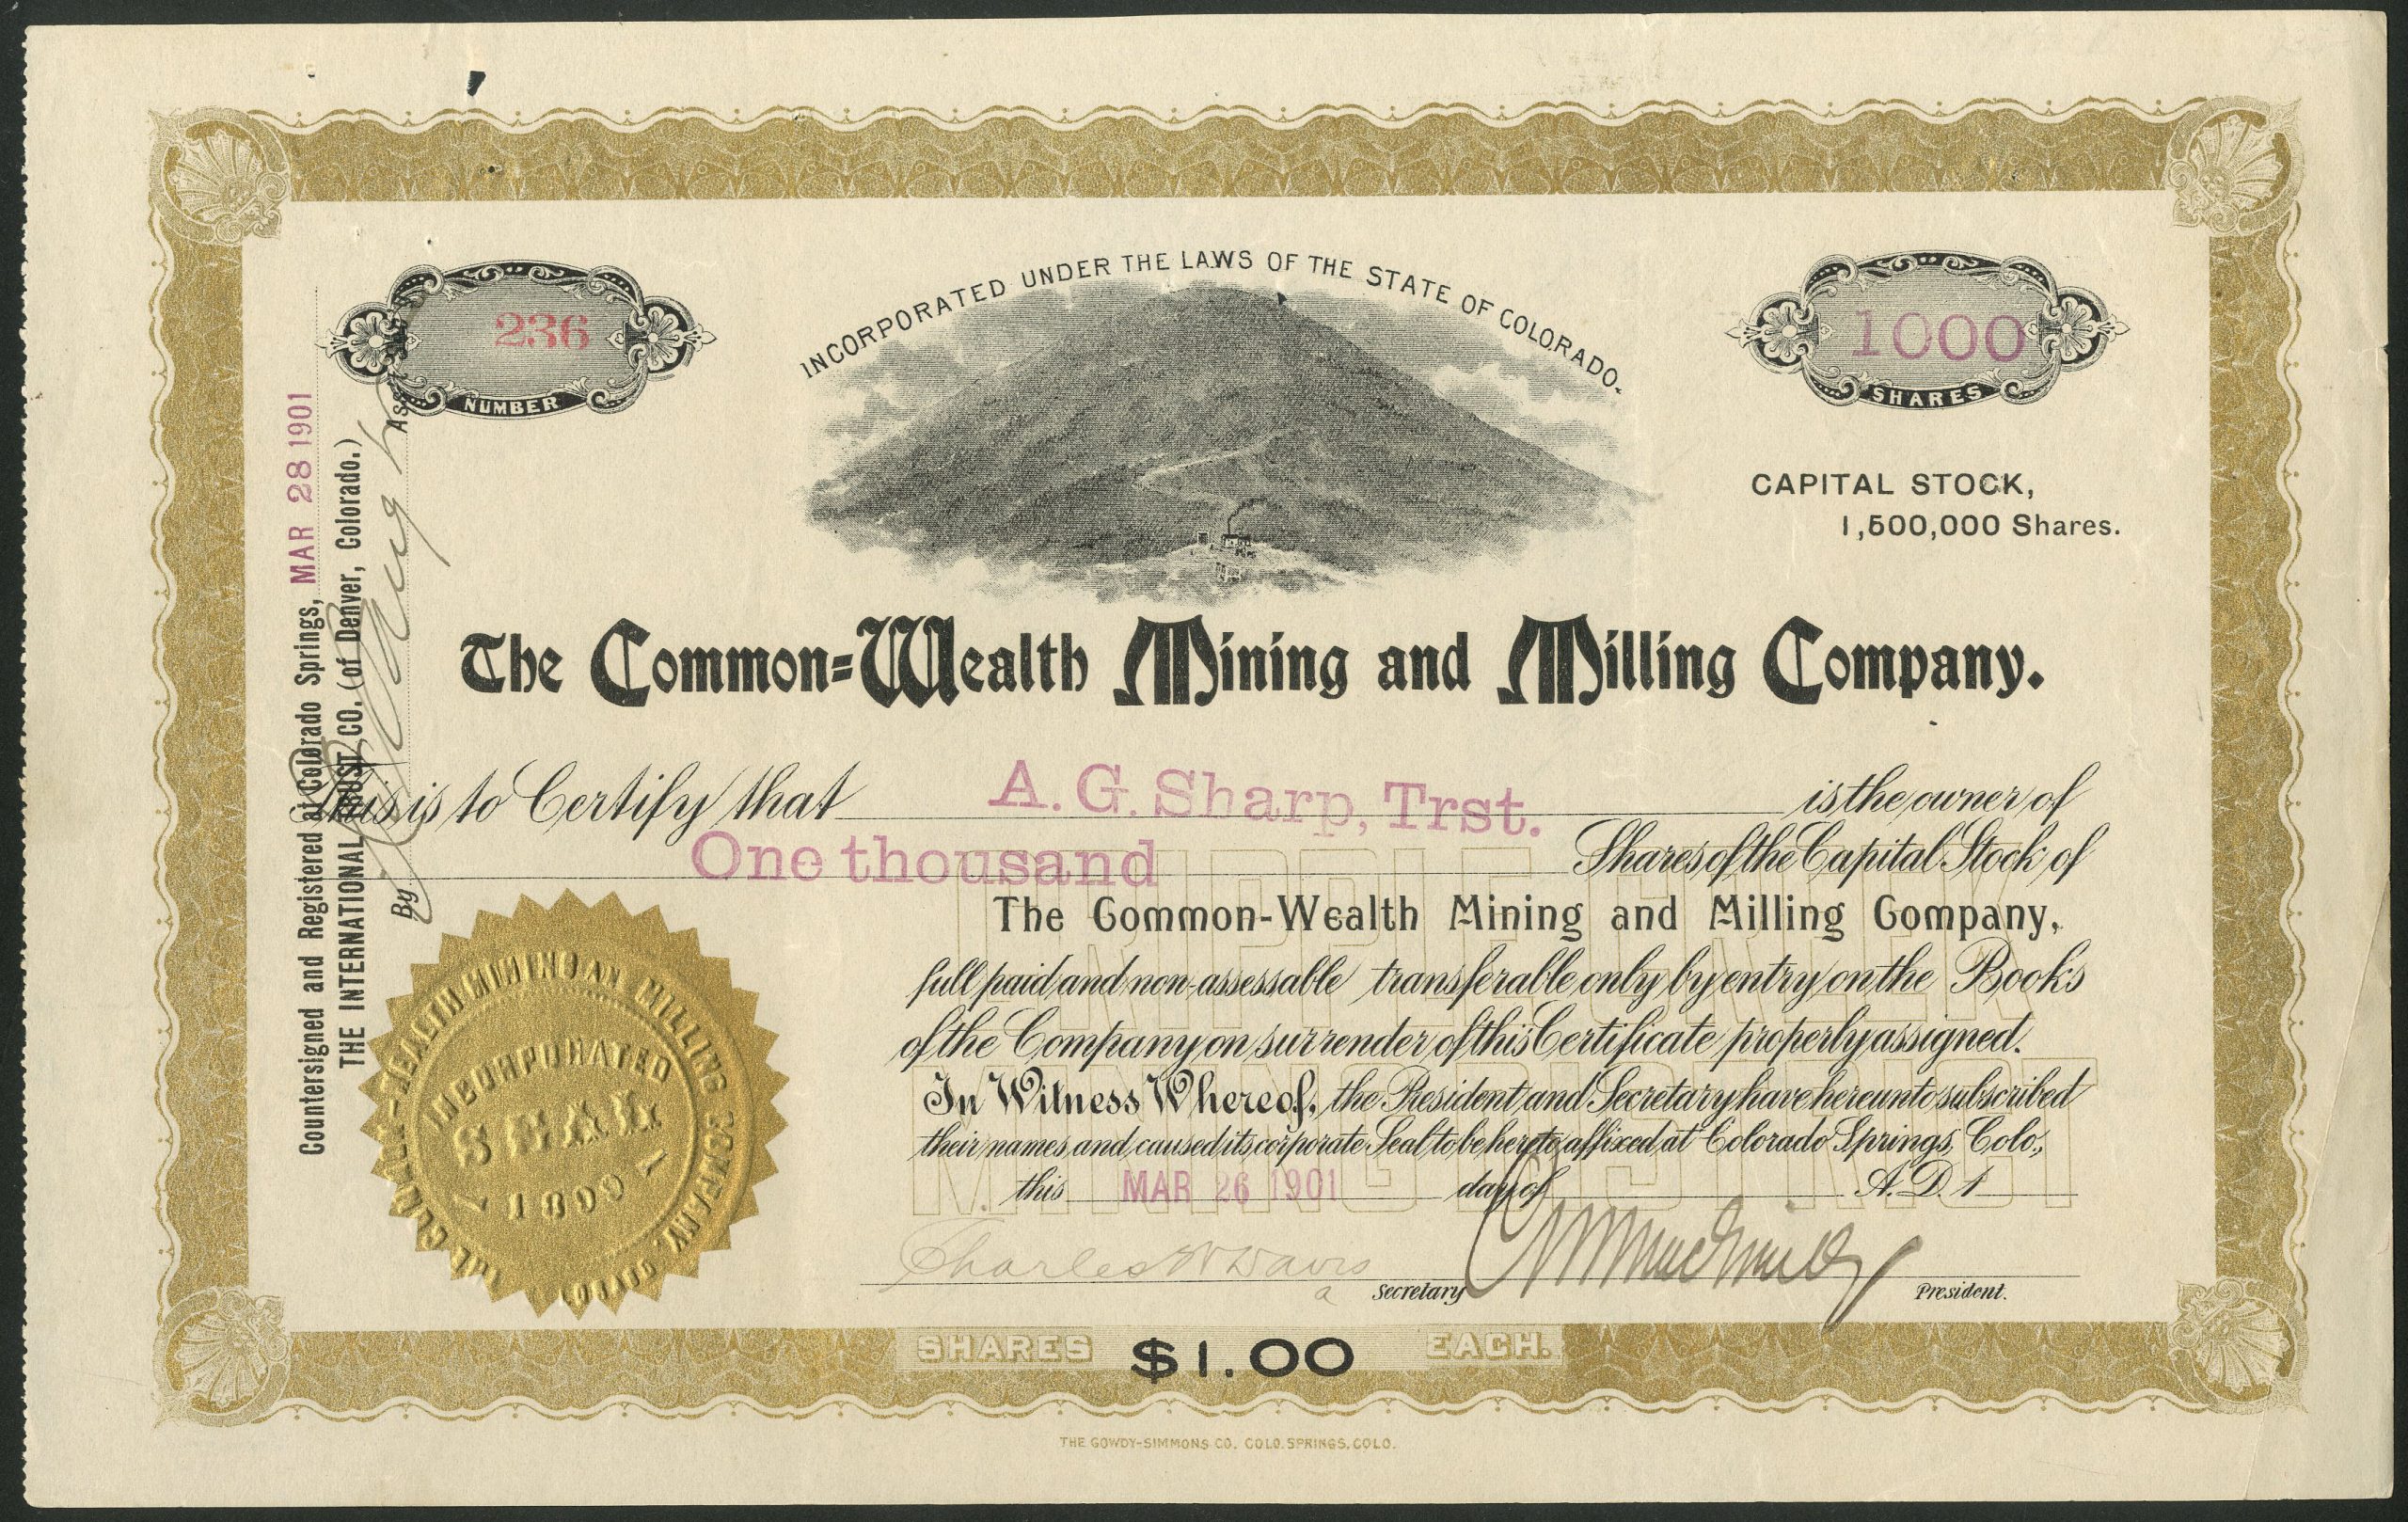 INCORPORATED UNDER THE LAWS OF THE STATE OF COLORADO.
236
NUMBER
1000
SHARES
CAPITAL STOCK,
1,500,000 Shares.
The Common=Wealth Mining and Milling Company.
This is to Certify that A. G. Sharp, Trst. is the owner of
One thousand Shares of the Capital Stock of
The Common-Wealth Mining and Milling Company,
full paid and non-assessable transferable only by entry on the Books
of the Company on surrender of this Certificate properly assigned.
In Witness Whereof, the President and Secretary have hereunto subscribed
their names and caused its corporate Seal to be hereto affixed at Colorado Springs, Colo.,
this MAR 26 1901 day of A.D. 1
Charles W Davis
a Secretary
President.
CRIPPLE CREEK
MINING DISTRICT
SHARES $1.00 EACH.
THE GOWDY-SIMMONS CO. COLO. SPRINGS, COLO.
Countersigned and Registered at Colorado Springs, MAR 28 1901
THE INTERNATIONAL TRUST CO. (of Denver, Colorado.)
By
MINING AND MILLING COMPANY,
INCORPORATED
SEAL
1899